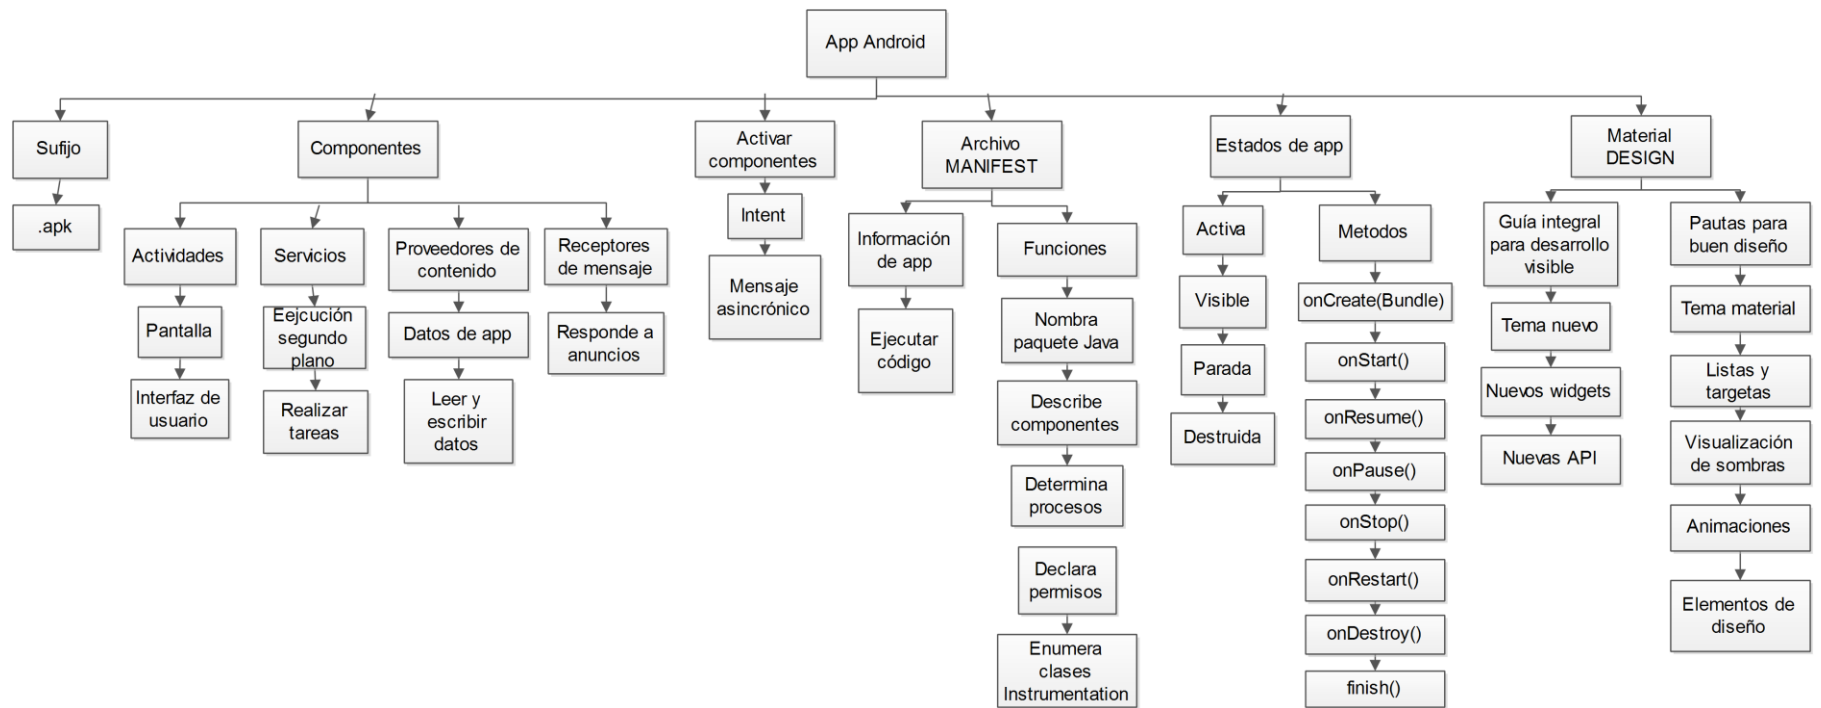 App Android
Sufijo
.apk
Componentes
Actividades
Pantalla
Interfaz de
usuario
Servicios
Eejcución
segundo
plano
Realizar
tareas
Proveedores de
contenido
Datos de app
Leer y
escribir
datos
Receptores
de mensaje
Responde a
anuncios
Activar
componentes
Intent
Mensaje
asincrónico
Archivo
MANIFEST
Información
de app
Ejecutar
código
Funciones
Nombra
paquete Java
Describe
componentes
Determina
procesos
Declara
permisos
Enumera
clases
Instrumentation
Estados de app
Activa
Visible
Parada
Destruida
Metodos
onCreate(Bundle)
onStart()
onResume()
onPause()
onStop()
onRestart()
onDestroy()
finish()
Material
DESIGN
Guía integral
para desarrollo
visible
Tema nuevo
Nuevos widgets
Nuevas API
Pautas para
buen diseño
Tema material
Listas y
targetas
Visualización
de sombras
Animaciones
Elementos de
diseño